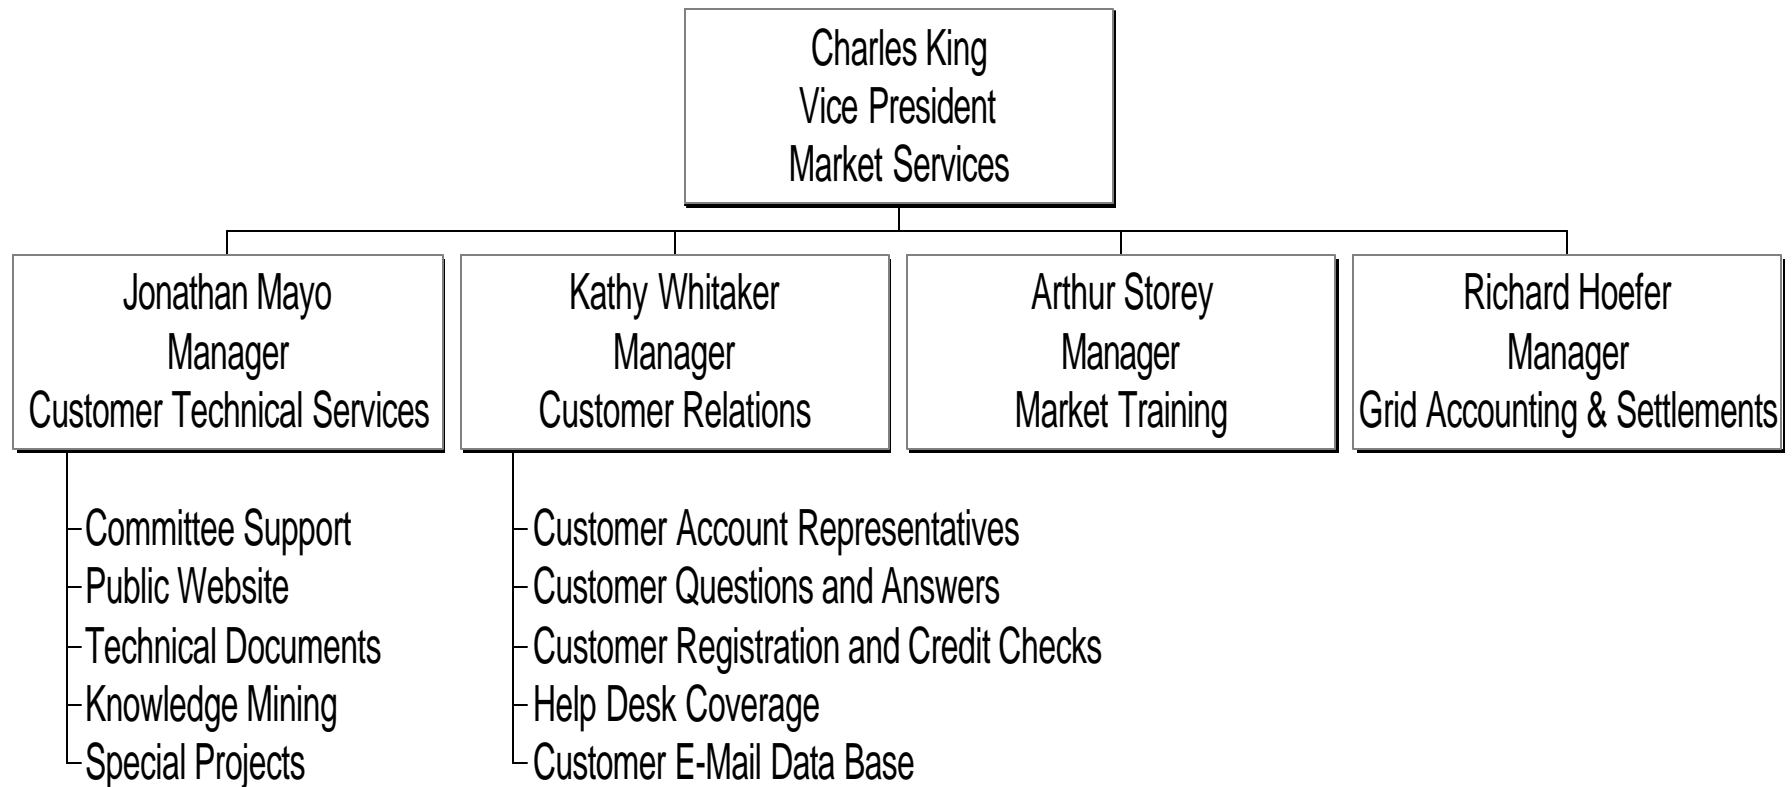 Charles King
Vice President
Market Services
Jonathan Mayo
Manager
Customer Technical Services
Kathy Whitaker
Manager
Customer Relations
Arthur Storey
Manager
Market Training
Richard Hoefer
Manager
Grid Accounting & Settlements
Committee Support
Public Website
Technical Documents
Knowledge Mining
Special Projects
Customer Account Representatives
Customer Questions and Answers
Customer Registration and Credit Checks
Help Desk Coverage
Customer E-Mail Data Base